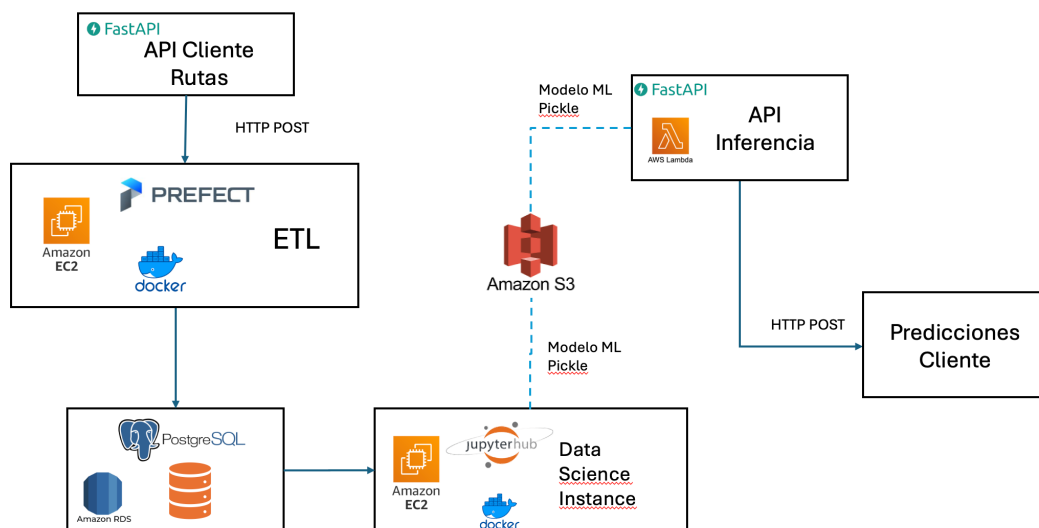 FastAPI
API Cliente
Rutas
HTTP POST
PREFECT
Amazon
EC2
docker
ETL
PostgreSQL
Amazon RDS
jupyterhub
Amazon
EC2
docker
Data
Science
Instance
Modelo ML
Pickle
Amazon S3
Modelo ML
Pickle
FastAPI
AWS Lambda
API
Inferencia
HTTP POST
Predicciones
Cliente